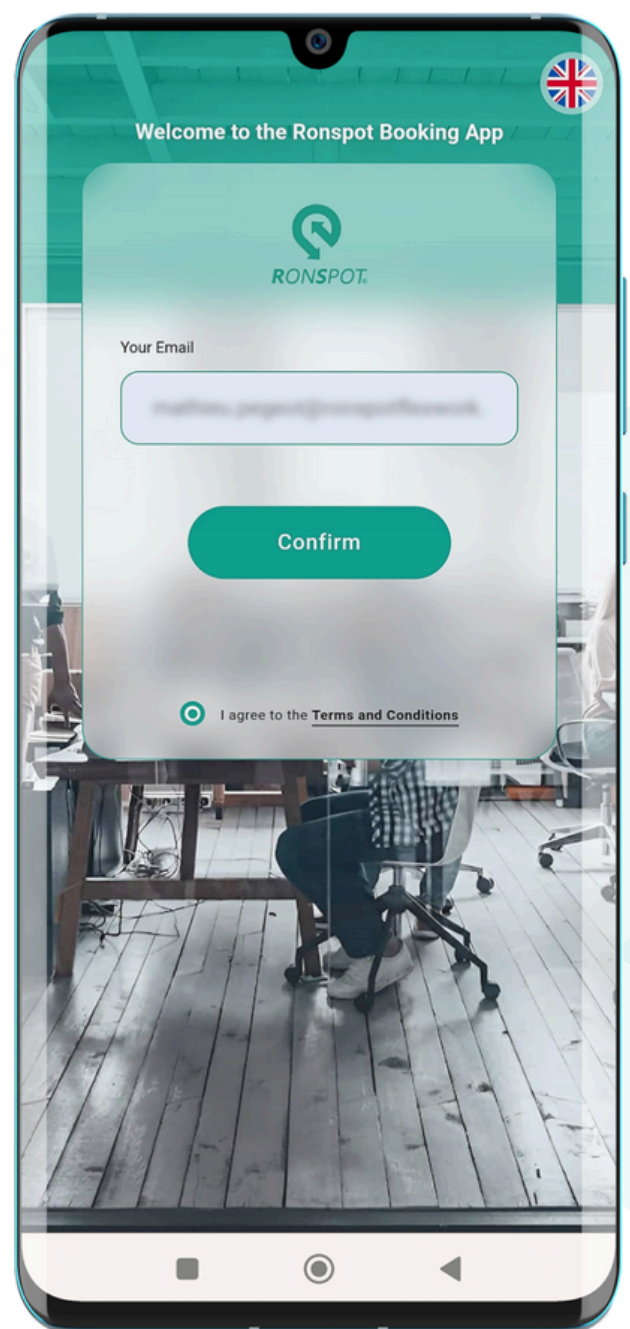 Welcome to the Ronspot Booking App
RONSPOT
Your Email
Confirm
I agree to the Terms and Conditions